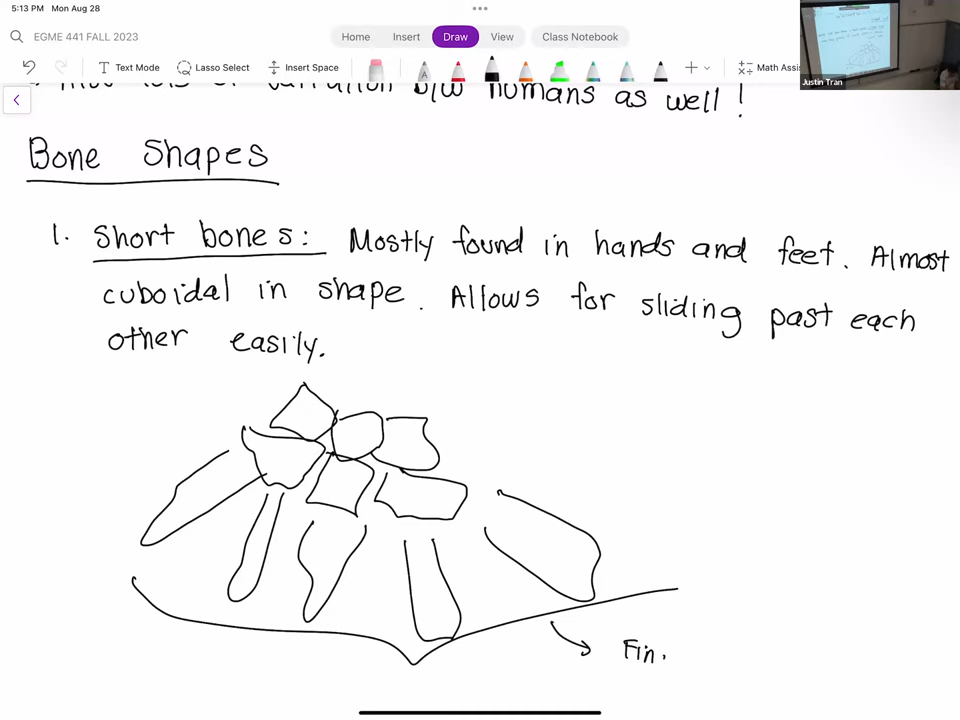 5:13 PM Mon Aug 28
EGME 441 FALL 2023
Home Insert Draw View Class Notebook
Text Mode Lasso Select Insert Space Math Assis
Justin Tran
of variation b/w humans as well!
Bone Shapes
1. Short bones: Mostly found in hands and feet. Almost
cuboidal in shape. Allows for sliding past each
other easily.
Fin.